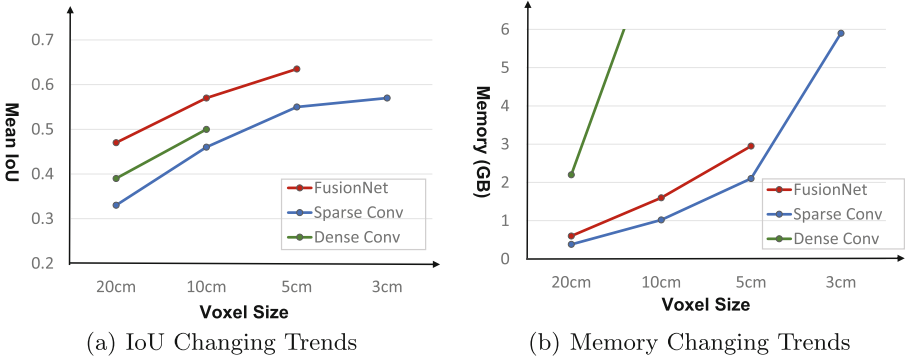 0.7
0.6
0.5
0.4
0.3
0.2
Mean IoU
20cm 10cm 5cm 3cm
Voxel Size
FusionNet
Sparse Conv
Dense Conv
(a) IoU Changing Trends
6
5
4
3
2
1
0
Memory (GB)
20cm 10cm 5cm 3cm
Voxel Size
FusionNet
Sparse Conv
Dense Conv
(b) Memory Changing Trends